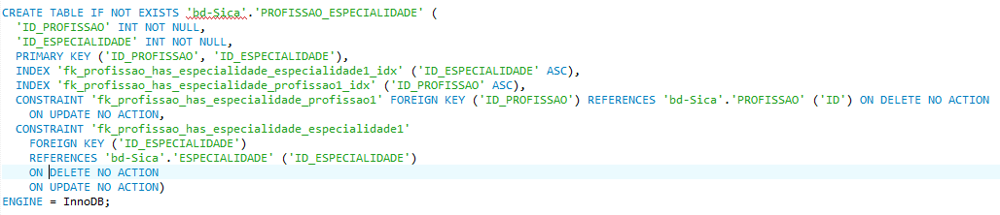 CREATE TABLE IF NOT EXISTS 'bd-Sica'.'PROFISSAO_ESPECIALIDADE' (
'ID_PROFISSAO' INT NOT NULL,
'ID_ESPECIALIDADE' INT NOT NULL,
PRIMARY KEY ('ID_PROFISSAO', 'ID_ESPECIALIDADE'),
INDEX 'fk_profissao_has_especialidade_especialidade1_idx' ('ID_ESPECIALIDADE' ASC),
INDEX 'fk_profissao_has_especialidade_profissao1_idx' ('ID_PROFISSAO' ASC),
CONSTRAINT 'fk_profissao_has_especialidade_profissao1' FOREIGN KEY ('ID_PROFISSAO') REFERENCES 'bd-Sica'.'PROFISSAO' ('ID') ON DELETE NO ACTION
ON UPDATE NO ACTION,
CONSTRAINT 'fk_profissao_has_especialidade_especialidade1'
FOREIGN KEY ('ID_ESPECIALIDADE')
REFERENCES 'bd-Sica'.'ESPECIALIDADE' ('ID_ESPECIALIDADE')
ON DELETE NO ACTION
ON UPDATE NO ACTION)
ENGINE = InnoDB;